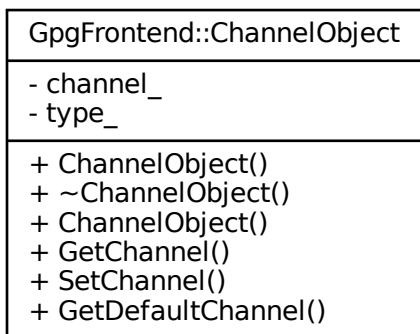 GpgFrontend::ChannelObject
- channel_
- type_
+ ChannelObject()
+ ~ChannelObject()
+ ChannelObject()
+ GetChannel()
+ SetChannel()
+ GetDefaultChannel()